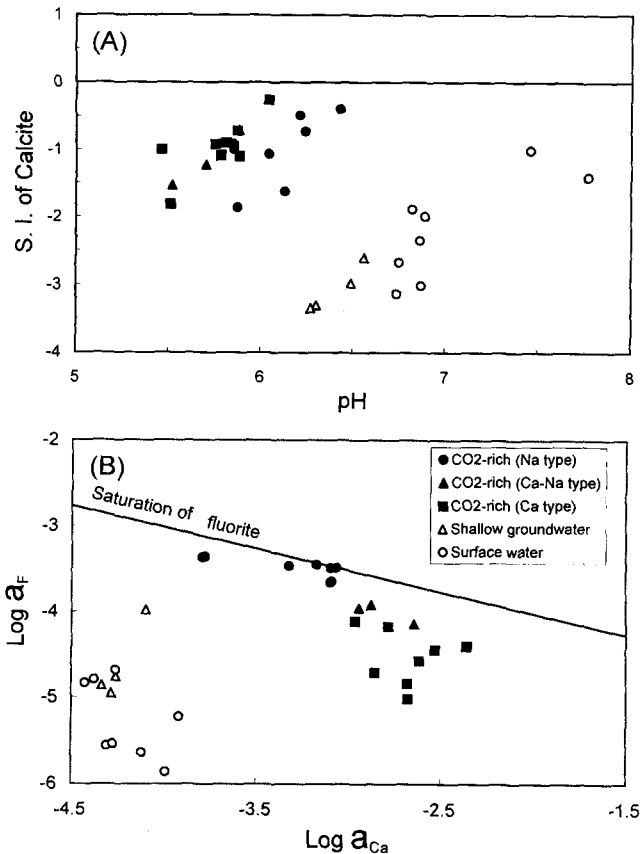 (A)
1
0
-1
-2
-3
-4
S. I. of Calcite
5
6
7
8
pH
(B)
-2
-3
-4
-5
-6
Log aF
Saturation of fluorite
CO2-rich (Na type)
CO2-rich (Ca-Na type)
CO2-rich (Ca type)
Shallow groundwater
Surface water
-4.5
-3.5
-2.5
-1.5
Log aCa